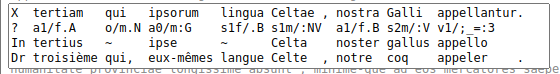 X tertiam qui ipsorum lingua Celtae , nostra Galli appellantur.
? a1/f.A o/m.N a0/m:G s1f/.B s1m/:NV a1/f.B s2m/:V v1/;_=:3
In tertius ~ ipse ~ Celta noster gallus appello
Dr troisième qui, eux-mêmes langue Celte , notre coq appeler .